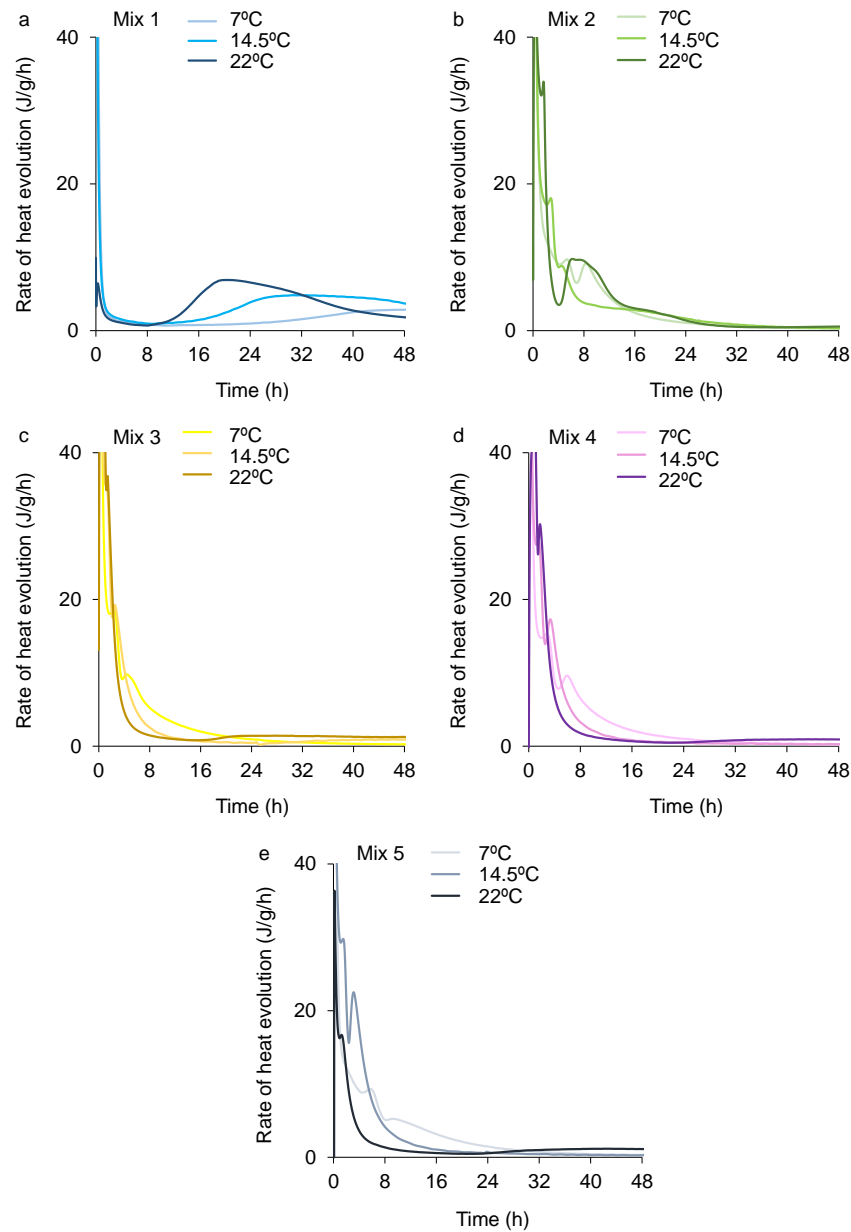 a
Mix 1
7ºC
14.5ºC
22ºC
Rate of heat evolution (J/g/h)
40
20
0
0 8 16 24 32 40 48
Time (h)
b
Mix 2
7ºC
14.5ºC
22ºC
Rate of heat evolution (J/g/h)
40
20
0
0 8 16 24 32 40 48
Time (h)
c
Mix 3
7ºC
14.5ºC
22ºC
Rate of heat evolution (J/g/h)
40
20
0
0 8 16 24 32 40 48
Time (h)
d
Mix 4
7ºC
14.5ºC
22ºC
Rate of heat evolution (J/g/h)
40
20
0
0 8 16 24 32 40 48
Time (h)
e
Mix 5
7ºC
14.5ºC
22ºC
Rate of heat evolution (J/g/h)
40
20
0
0 8 16 24 32 40 48
Time (h)